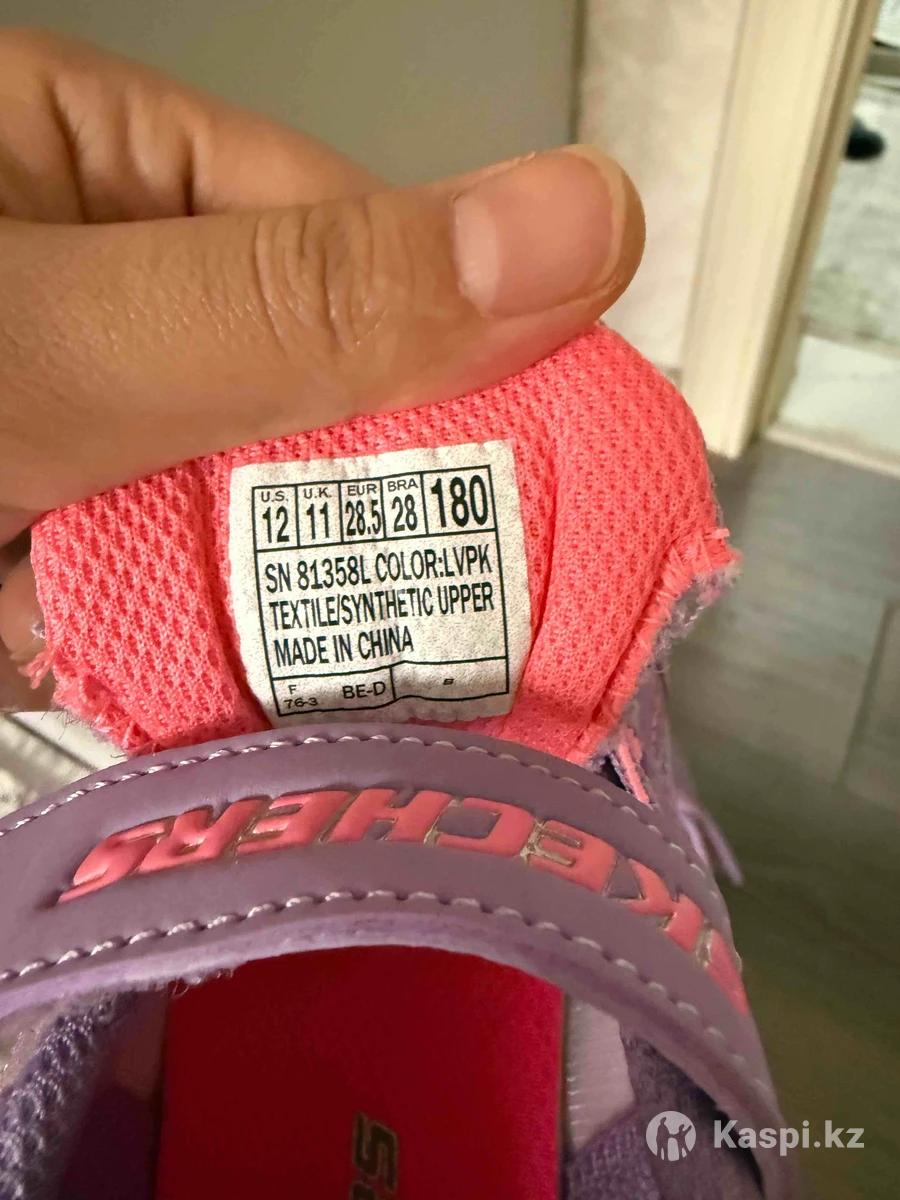 U.S. U.K. EUR BRA
12 11 28.5 28 180
SN 81358L COLOR:LVPK
TEXTILE/SYNTHETIC UPPER
MADE IN CHINA
F
76-3 BE-D B
SKECHERS
Kaspi.kz